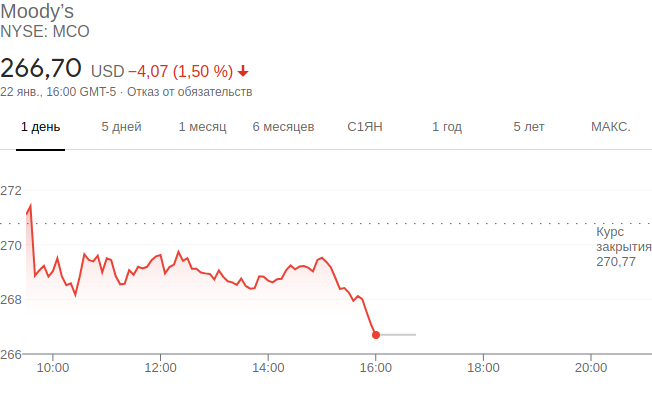 Moody’s
NYSE: MCO
266,70 USD −4,07 (1,50 %)
22 янв., 16:00 GMT-5 · Отказ от обязательств
1 день 5 дней 1 месяц 6 месяцев С1ЯН 1 год 5 лет МАКС.
272
270
268
266
Курс
закрытия
270,77
10:00 12:00 14:00 16:00 18:00 20:00